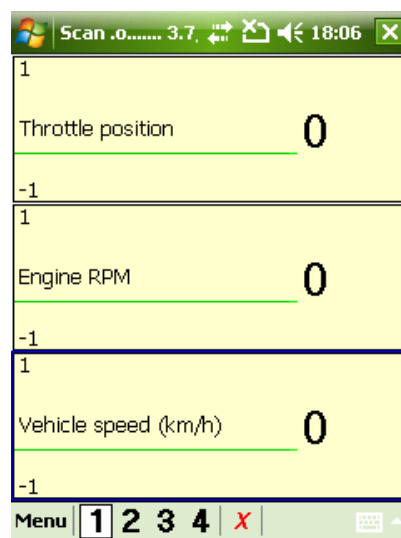 Scan .o....... 3.7, 18:06
1
Throttle position 0
-1
1
Engine RPM 0
-1
1
Vehicle speed (km/h) 0
-1
Menu 1 2 3 4 X